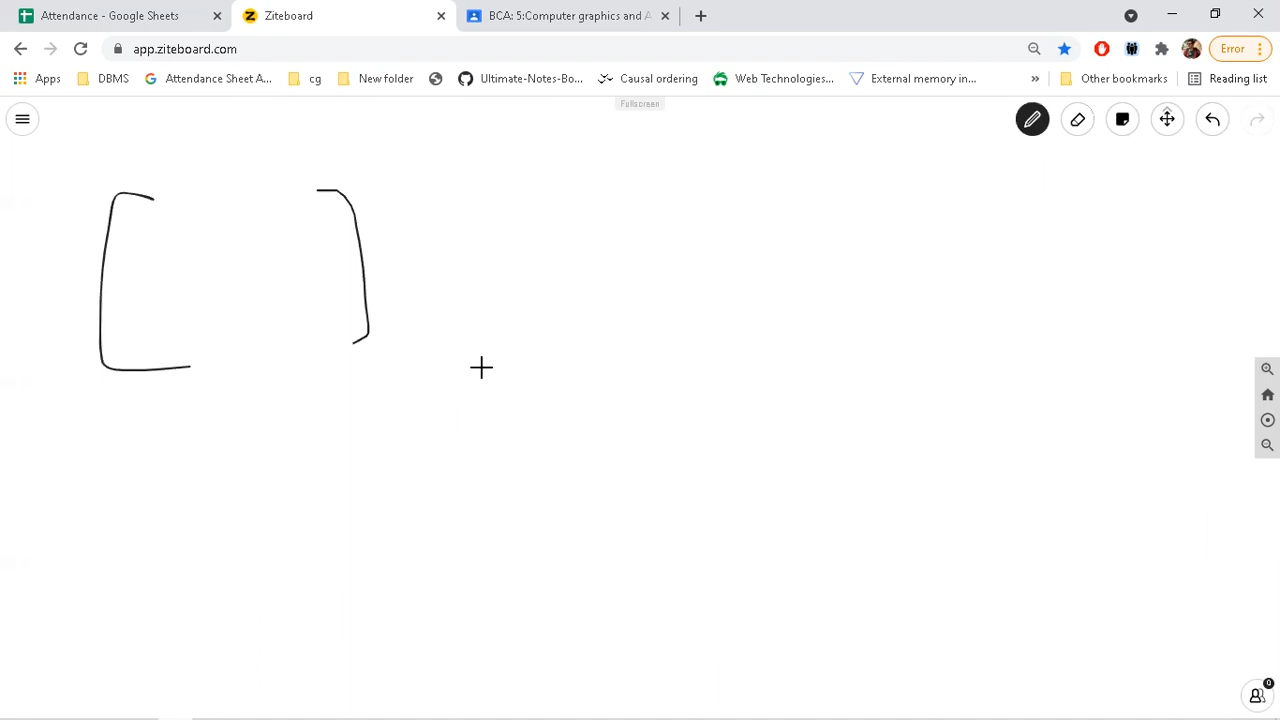 Attendance - Google Sheets
Ziteboard
BCA: 5:Computer graphics and A
app.ziteboard.com
Error
Apps
DBMS
Attendance Sheet A...
cg
New folder
Ultimate-Notes-Bo...
Causal ordering
Web Technologies...
External memory in...
»
Other bookmarks
Reading list
Fullscreen
0